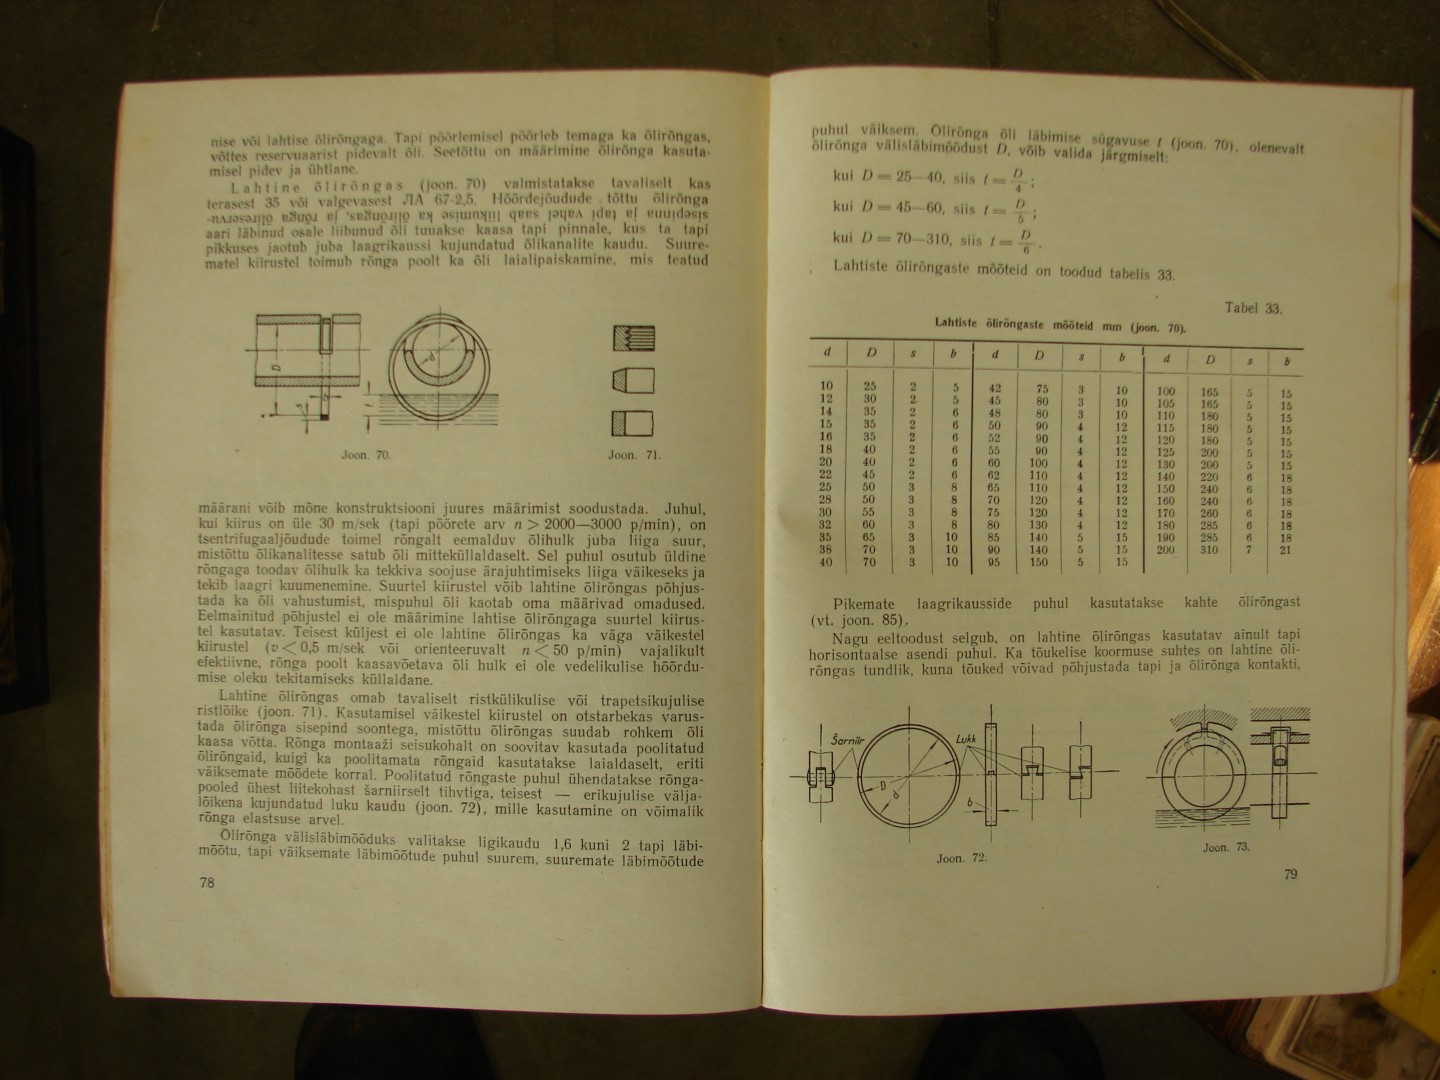 nise või lahtise õlirõngaga. Tapi pöörlemisel pöörleb temaga ka õlirõngas,
võttes reservuaarist pidevalt õli. Seetõttu on määrimine õlirõnga kasuta-
misel pidev ja ühtlane.
Lahtine õlirõngas (joon. 70) valmistatakse tavaliselt kas
terasest 35 või valgevasest ЛА 67-2,5. Hõõrdejõudude tõttu õlirõnga
sisepinna ja tapi vahel saab liikumise ka õlirõngas, ja rõnga õlireservu-
aari läbinud osale liibunud õli tuuakse kaasa tapi pinnale, kus ta tapi
pikkuses jaotub juba laagrikaussi kujundatud õlikanalite kaudu. Suure-
matel kiirustel toimub rõnga poolt ka õli laialipaiskamine, mis teatud
Joon. 70.
Joon. 71.
määrani võib mõne konstruktsiooni juures määrimist soodustada. Juhul,
kui kiirus on üle 30 m/sek (tapi pöörete arv n > 2000—3000 p/min), on
tsentrifugaaljõudude toimel rõngalt eemalduv õlihulk juba liiga suur,
mistõttu õlikanalitesse satub õli mitteküllaldaselt. Sel puhul osutub üldine
rõngaga toodav õlihulk ka tekkiva soojuse ärajuhtimiseks liiga väikeseks ja
tekib laagri kuumenemine. Suurtel kiirustel võib lahtine õlirõngas põhjus-
tada ka õli vahustumist, mispuhul õli kaotab oma määrivad omadused.
Eelmainitud põhjustel ei ole määrimine lahtise õlirõngaga suurtel kiirus-
tel kasutatav. Teisest küljest ei ole lahtine õlirõngas ka väga väikestel
kiirustel (v < 0,5 m/sek või orienteeruvalt n < 50 p/min) vajalikult
efektiivne, rõnga poolt kaasavõetava õli hulk ei ole vedelikulise hõõrdu-
mise oleku tekitamiseks küllaldane.
Lahtine õlirõngas omab tavaliselt ristkülikulise või trapetsikujulise
ristlõike (joon. 71). Kasutamisel väikestel kiirustel on otstarbekas varus-
tada õlirõnga sisepind soontega, mistõttu õlirõngas suudab rohkem õli
kaasa võtta. Rõnga montaaži seisukohalt on soovitav kasutada poolitatud
õlirõngaid, kuigi ka poolitamata rõngaid kasutatakse laialdaselt, eriti
väiksemate mõõdete korral. Poolitatud rõngaste puhul ühendatakse rõnga-
pooled ühest liitekohast šarniirselt tihvtiga, teisest — erikujulise välja-
lõikena kujundatud luku kaudu (joon. 72), mille kasutamine on võimalik
rõnga elastsuse arvel.
Õlirõnga välisläbimõõduks valitakse ligikaudu 1,6 kuni 2 tapi läbi-
mõõtu, tapi väiksemate läbimõõtude puhul suurem, suuremate läbimõõtude
78
puhul väiksem. Õlirõnga õli läbimise sügavuse t (joon. 70), olenevalt
õlirõnga välisläbimõõdust D, võib valida järgmiselt:
kui D = 25—40, siis t = D/4;
kui D = 45—60, siis t = D/5;
kui D = 70—310, siis t = D/6.
Lahtiste õlirõngaste mõõteid on toodud tabelis 33.
Tabel 33.
Lahtiste õlirõngaste mõõteid mm (joon. 70).
d D s b d D s b d D s b
10 25 2 5 42 75 3 10 100 165 5 15
12 30 2 5 45 80 3 10 105 165 5 15
14 35 2 6 48 80 3 10 110 180 5 15
15 35 2 6 50 90 4 12 115 180 5 15
16 35 2 6 52 90 4 12 120 180 5 15
18 40 2 6 55 90 4 12 125 200 5 15
20 40 2 6 60 100 4 12 130 200 5 15
22 45 2 6 62 110 4 12 140 220 6 18
25 50 3 8 65 110 4 12 150 240 6 18
28 50 3 8 70 120 4 12 160 240 6 18
30 55 3 8 75 120 4 12 170 260 6 18
32 60 3 8 80 130 4 12 180 285 6 18
35 65 3 10 85 140 5 15 190 285 6 18
38 70 3 10 90 140 5 15 200 310 7 21
40 70 3 10 95 150 5 15
Pikemate laagrikausside puhul kasutatakse kahte õlirõngast
(vt. joon. 85).
Nagu eeltoodust selgub, on lahtine õlirõngas kasutatav ainult tapi
horisontaalse asendi puhul. Ka tõukelise koormuse suhtes on lahtine õli-
rõngas tundlik, kuna tõuked võivad põhjustada tapi ja õlirõnga kontakti,
Šarniir
Lukk
D
d
b
Joon. 72.
Joon. 73.
79